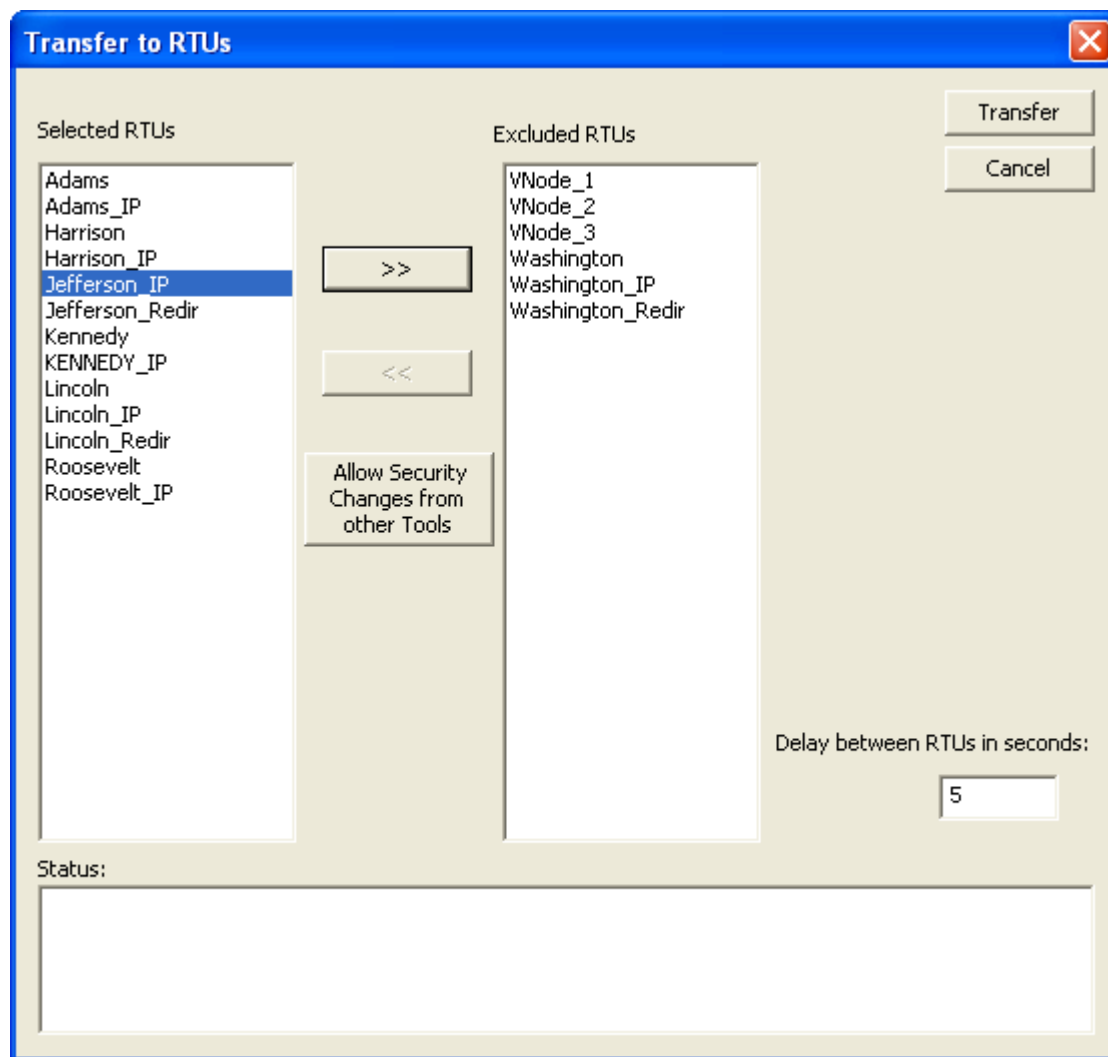 Transfer to RTUs
Selected RTUs
Adams
Adams_IP
Harrison
Harrison_IP
Jefferson_IP
Jefferson_Redir
Kennedy
KENNEDY_IP
Lincoln
Lincoln_IP
Lincoln_Redir
Roosevelt
Roosevelt_IP
>>
<<
Allow Security
Changes from
other Tools
Excluded RTUs
VNode_1
VNode_2
VNode_3
Washington
Washington_IP
Washington_Redir
Transfer
Cancel
Delay between RTUs in seconds:
5
Status: